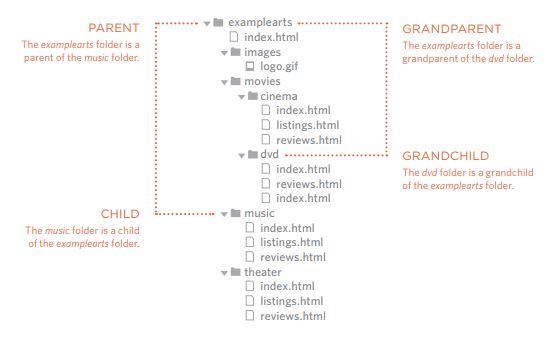 PARENT
The examplearts folder is a
parent of the music folder.
examplearts
index.html
images
logo.gif
movies
cinema
index.html
listings.html
reviews.html
dvd
index.html
reviews.html
index.html
music
index.html
listings.html
reviews.html
theater
index.html
listings.html
reviews.html
GRANDPARENT
The examplearts folder is a
grandparent of the dvd folder.
GRANDCHILD
The dvd folder is a grandchild
of the examplearts folder.
CHILD
The music folder is a child
of the examplearts folder.